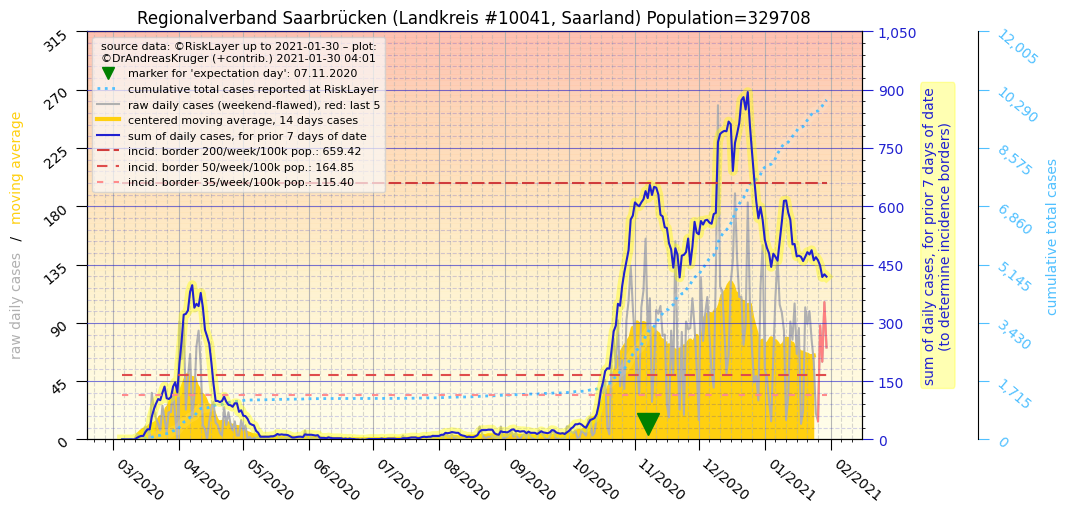 Regionalverband Saarbrücken (Landkreis #10041, Saarland) Population=329708
source data: ©RiskLayer up to 2021-01-30 – plot:
©DrAndreasKruger (+contrib.) 2021-01-30 04:01
marker for 'expectation day': 07.11.2020
cumulative total cases reported at RiskLayer
raw daily cases (weekend-flawed), red: last 5
centered moving average, 14 days cases
sum of daily cases, for prior 7 days of date
incid. border 200/week/100k pop.: 659.42
incid. border 50/week/100k pop.: 164.85
incid. border 35/week/100k pop.: 115.40
raw daily cases / moving average
315
270
225
180
135
90
45
0
03/2020
04/2020
05/2020
06/2020
07/2020
08/2020
09/2020
10/2020
11/2020
12/2020
01/2021
02/2021
1,050
900
750
600
450
300
150
0
sum of daily cases, for prior 7 days of date
(to determine incidence borders)
12,005
10,290
8,575
6,860
5,145
3,430
1,715
0
cumulative total cases